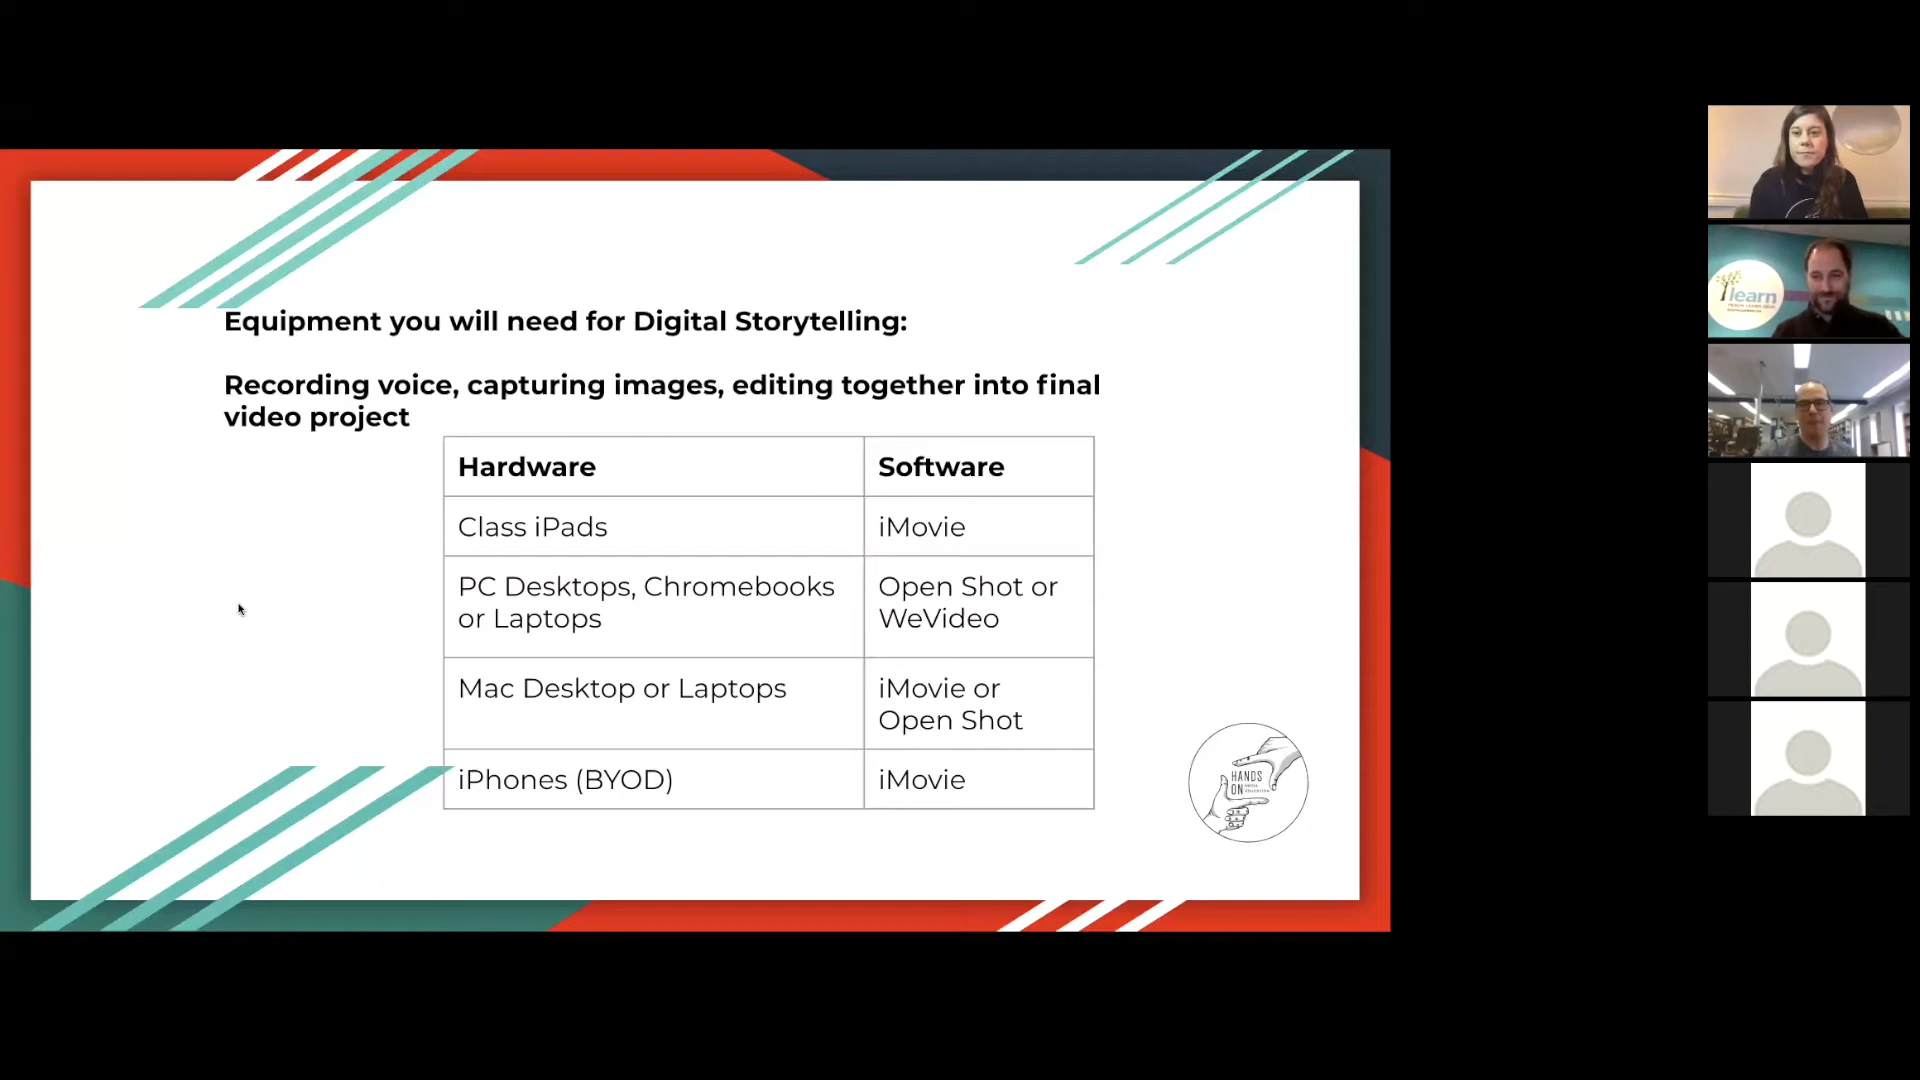 Equipment you will need for Digital Storytelling:
Recording voice, capturing images, editing together into final
video project
Hardware
Software
Class iPads
iMovie
PC Desktops, Chromebooks
or Laptops
Open Shot or
WeVideo
Mac Desktop or Laptops
iMovie or
Open Shot
iPhones (BYOD)
iMovie
HANDS
ON
MEDIA
EDUCATION
learn